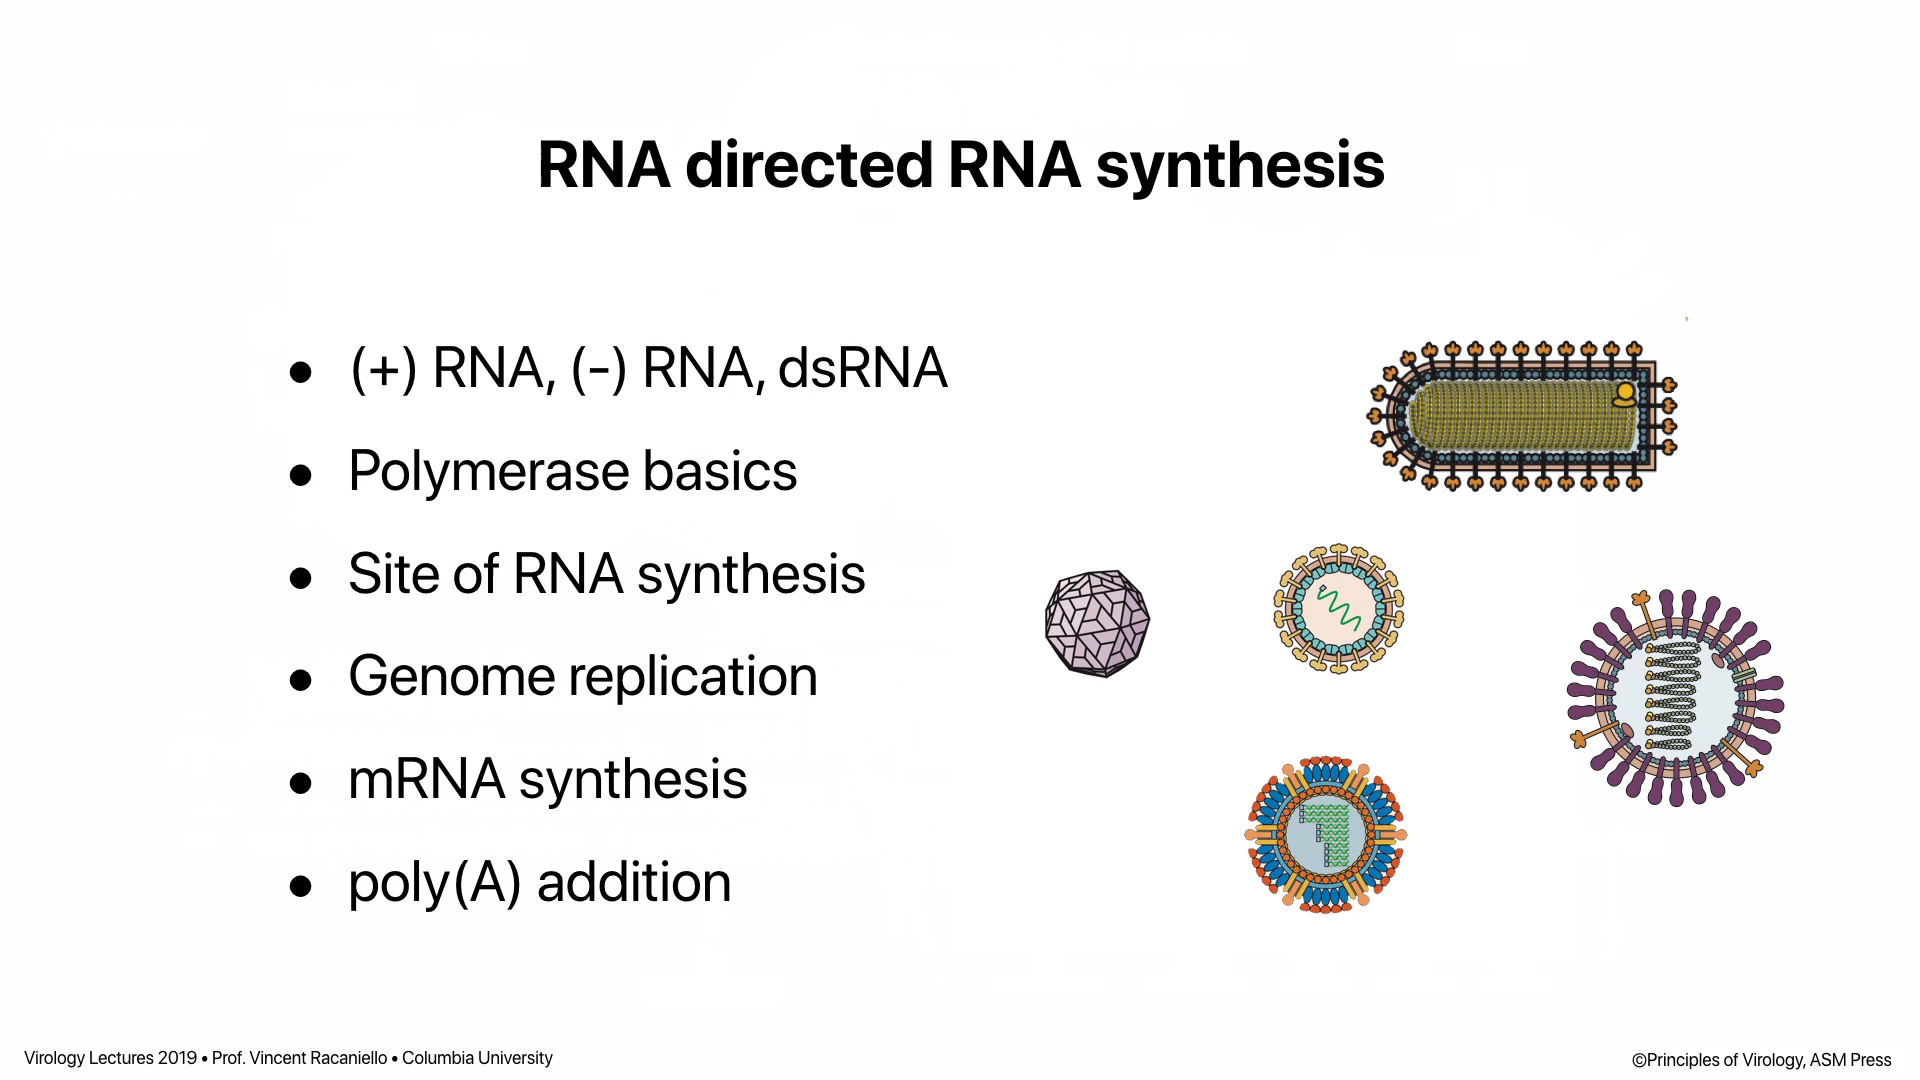 RNA directed RNA synthesis
● (+) RNA, (-) RNA, dsRNA
● Polymerase basics
● Site of RNA synthesis
● Genome replication
● mRNA synthesis
● poly(A) addition
Virology Lectures 2019 • Prof. Vincent Racaniello • Columbia University
©Principles of Virology, ASM Press